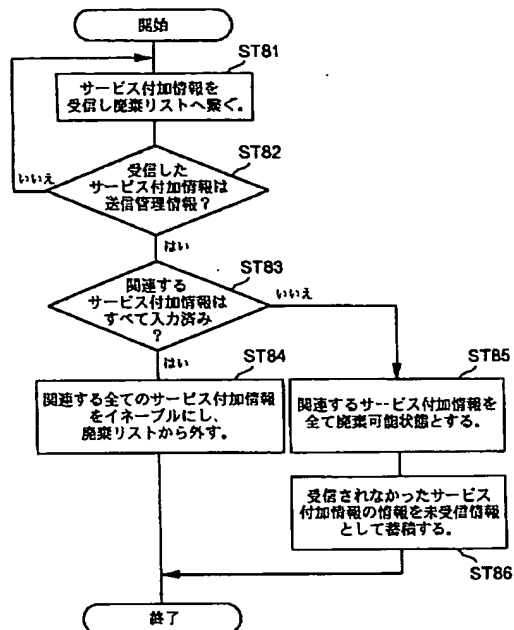 開始
ST81
サービス付加情報を
受信し廃棄リストへ繋ぐ。
ST82
受信した
サービス付加情報は
送信管理情報?
いいえ
はい
ST83
関連する
サービス付加情報は
すべて入力済み
?
いいえ
はい
ST84
関連する全てのサービス付加情報
をイネーブルにし、
廃棄リストから外す。
ST85
関連するサービス付加情報を
全て廃棄可能状態とする。
受信されなかったサービス
付加情報の情報を未受信情報
として蓄積する。
ST86
終了